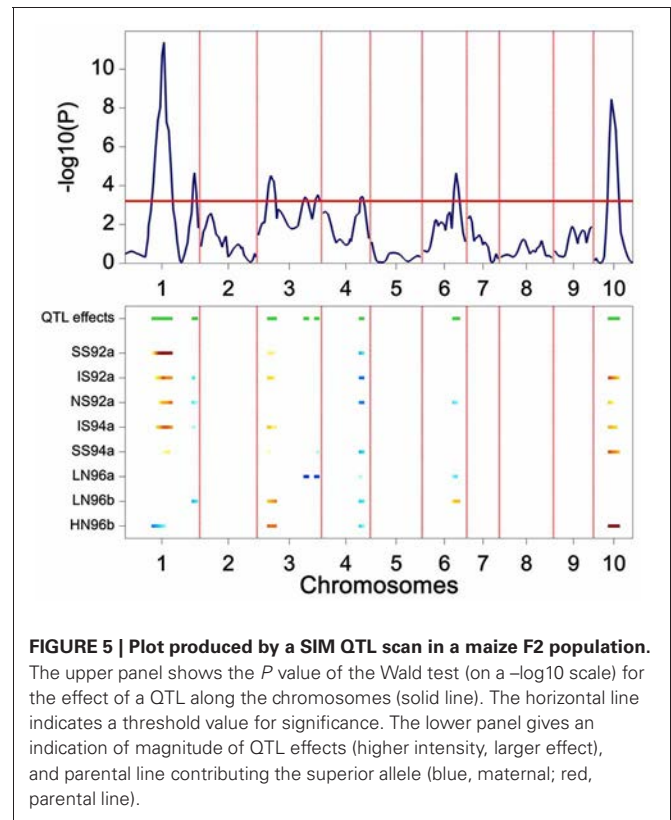 10
8
6
4
2
0
-log10(P)
1 2 3 4 5 6 7 8 9 10
QTL effects
SS92a
IS92a
NS92a
IS94a
SS94a
LN96a
LN96b
HN96b
1 2 3 4 5 6 7 8 9 10
Chromosomes
FIGURE 5 | Plot produced by a SIM QTL scan in a maize F2 population.
The upper panel shows the P value of the Wald test (on a –log10 scale) for
the effect of a QTL along the chromosomes (solid line). The horizontal line
indicates a threshold value for significance. The lower panel gives an
indication of magnitude of QTL effects (higher intensity, larger effect),
and parental line contributing the superior allele (blue, maternal; red,
parental line).